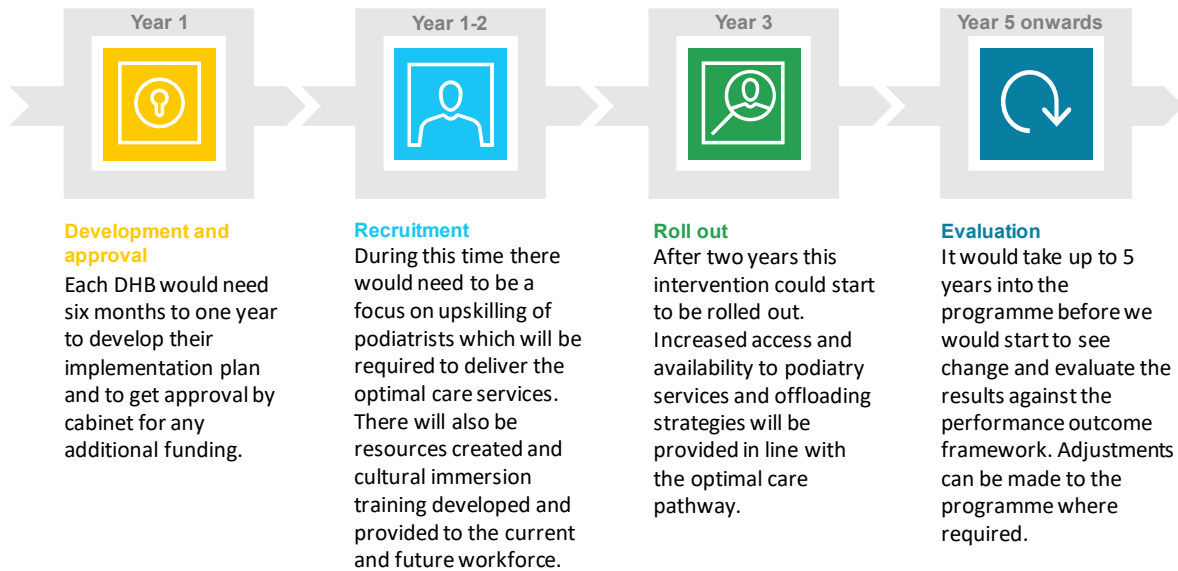 Year 1
Development and
approval
Each DHB would need
six months to one year
to develop their
implementation plan
and to get approval by
cabinet for any
additional funding.
Year 1-2
Recruitment
During this time there
would need to be a
focus on upskilling of
podiatrists which will be
required to deliver the
optimal care services.
There will also be
resources created and
cultural immersion
training developed and
provided to the current
and future workforce.
Year 3
Roll out
After two years this
intervention could start
to be rolled out.
Increased access and
availability to podiatry
services and offloading
strategies will be
provided in line with
the optimal care
pathway.
Year 5 onwards
Evaluation
It would take up to 5
years into the
programme before we
would start to see
change and evaluate the
results against the
performance outcome
framework. Adjustments
can be made to the
programme where
required.